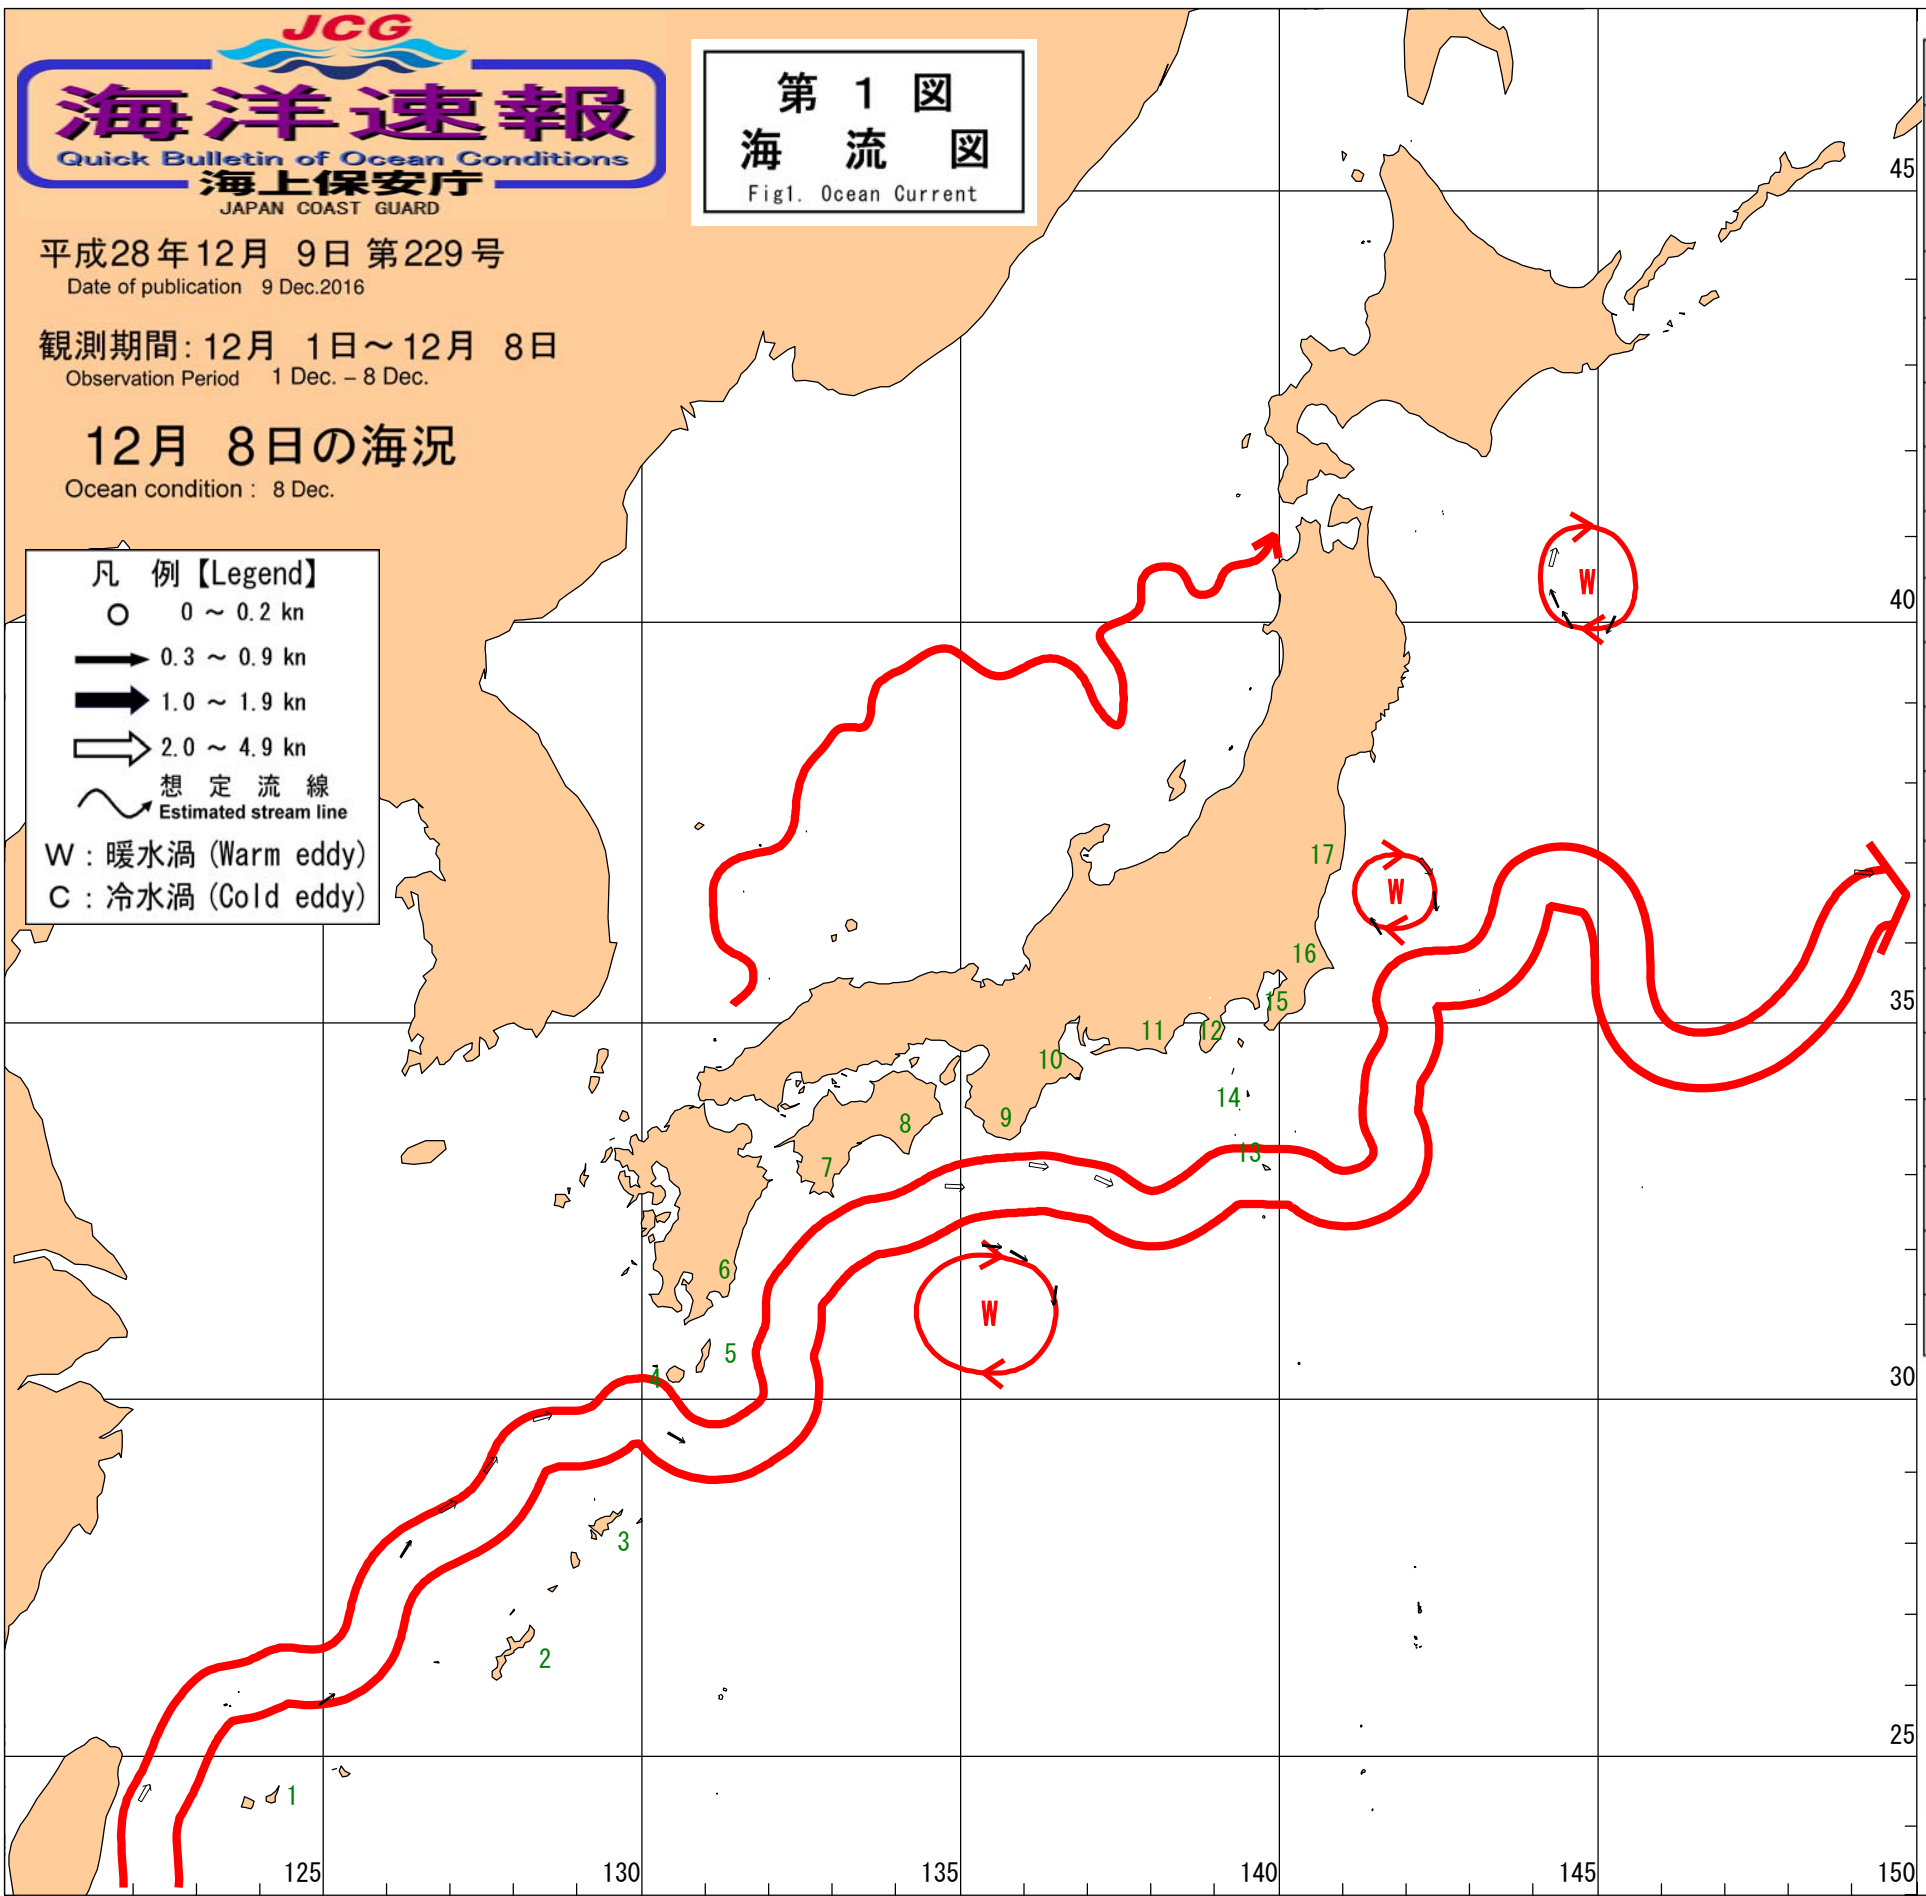 JCG
海洋速報
Quick Bulletin of Ocean Conditions
海上保安庁
JAPAN COAST GUARD
第 1 図
海 流 図
Fig1. Ocean Current
平成28年12月 9日 第229号
Date of publication 9 Dec.2016
観測期間: 12月 1日～12月 8日
Observation Period 1 Dec. – 8 Dec.
12月 8日の海況
Ocean condition : 8 Dec.
凡 例【Legend】
0 ～ 0.2 kn
0.3 ～ 0.9 kn
1.0 ～ 1.9 kn
2.0 ～ 4.9 kn
想 定 流 線
Estimated stream line
W : 暖水渦 (Warm eddy)
C : 冷水渦 (Cold eddy)
45
40
35
30
25
125
130
135
140
145
150
W
W
W
17
16
15
12
11
10
14
9
8
13
7
6
5
4
3
2
1